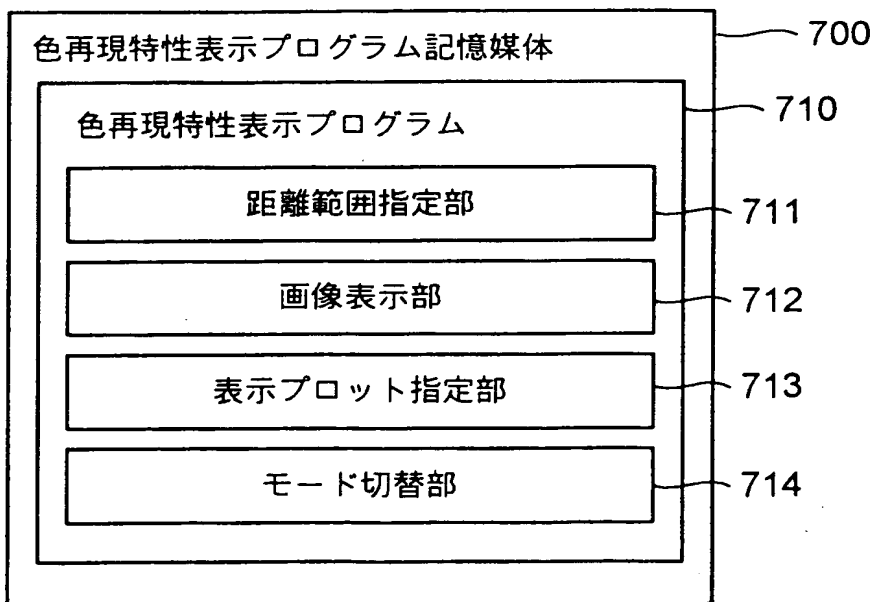 色再現特性表示プログラム記憶媒体
700
色再現特性表示プログラム
710
距離範囲指定部
711
画像表示部
712
表示プロット指定部
713
モード切替部
714